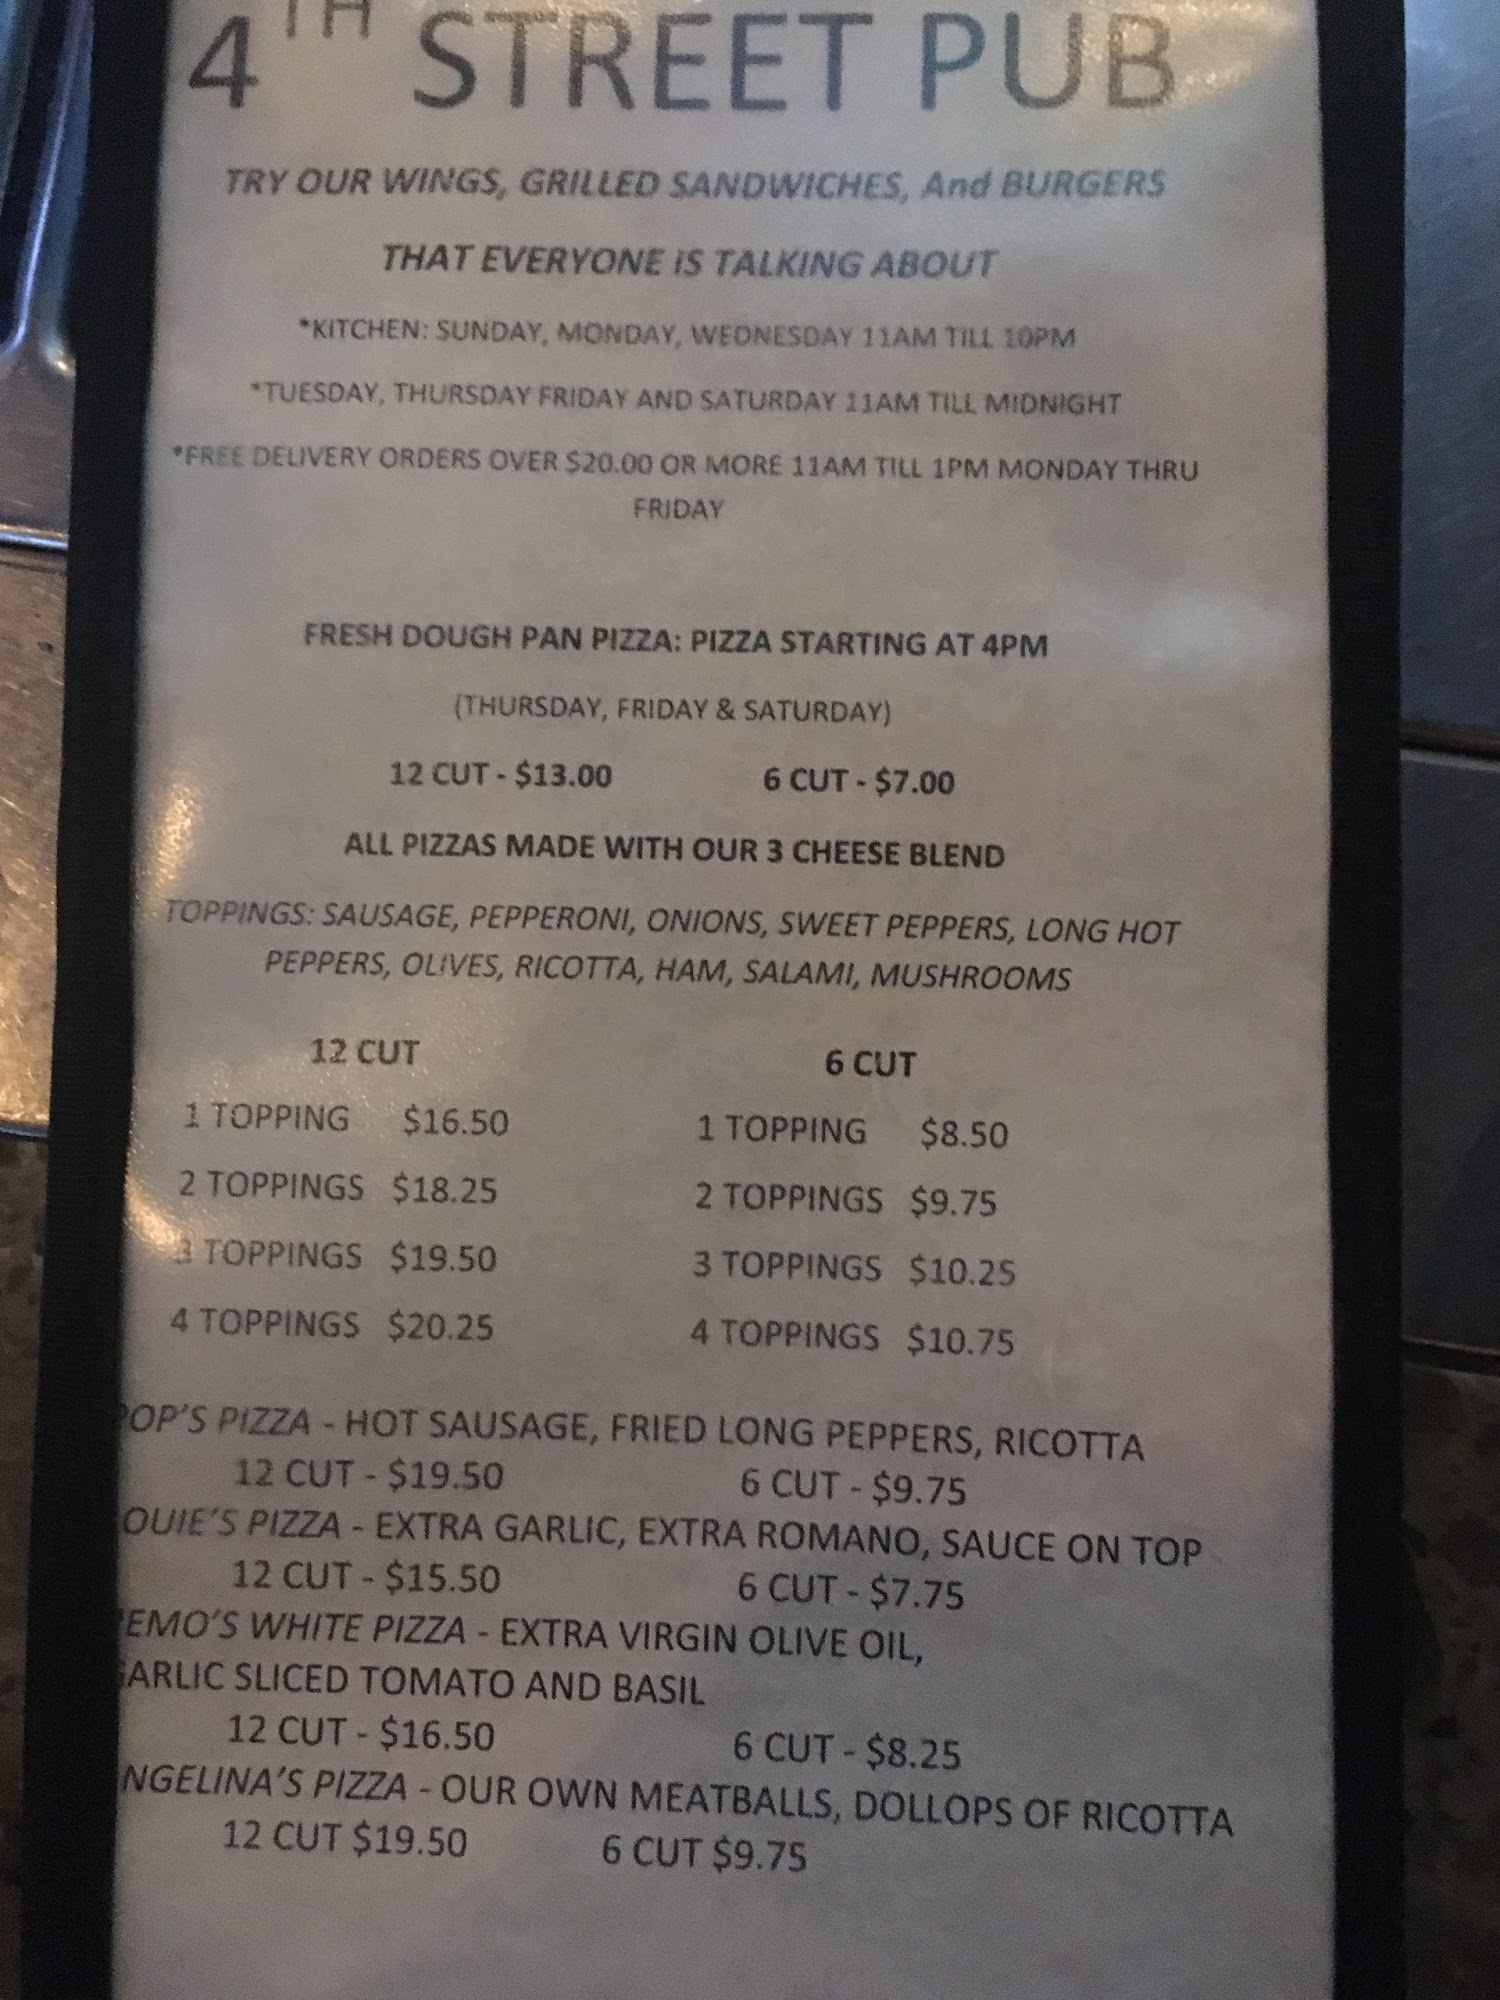 4TH STREET PUB
TRY OUR WINGS, GRILLED SANDWICHES, And BURGERS
THAT EVERYONE IS TALKING ABOUT
*KITCHEN: SUNDAY, MONDAY, WEDNESDAY 11AM TILL 10PM
*TUESDAY, THURSDAY FRIDAY AND SATURDAY 11AM TILL MIDNIGHT
*FREE DELIVERY ORDERS OVER $20.00 OR MORE 11AM TILL 1PM MONDAY THRU
FRIDAY
FRESH DOUGH PAN PIZZA: PIZZA STARTING AT 4PM
(THURSDAY, FRIDAY & SATURDAY)
12 CUT - $13.00 6 CUT - $7.00
ALL PIZZAS MADE WITH OUR 3 CHEESE BLEND
TOPPINGS: SAUSAGE, PEPPERONI, ONIONS, SWEET PEPPERS, LONG HOT
PEPPERS, OLIVES, RICOTTA, HAM, SALAMI, MUSHROOMS
12 CUT 6 CUT
1 TOPPING $16.50 1 TOPPING $8.50
2 TOPPINGS $18.25 2 TOPPINGS $9.75
3 TOPPINGS $19.50 3 TOPPINGS $10.25
4 TOPPINGS $20.25 4 TOPPINGS $10.75
POP'S PIZZA - HOT SAUSAGE, FRIED LONG PEPPERS, RICOTTA
12 CUT - $19.50 6 CUT - $9.75
OUIE'S PIZZA - EXTRA GARLIC, EXTRA ROMANO, SAUCE ON TOP
12 CUT - $15.50 6 CUT - $7.75
EMO'S WHITE PIZZA - EXTRA VIRGIN OLIVE OIL,
GARLIC SLICED TOMATO AND BASIL
12 CUT - $16.50 6 CUT - $8.25
NGELINA'S PIZZA - OUR OWN MEATBALLS, DOLLOPS OF RICOTTA
12 CUT $19.50 6 CUT $9.75